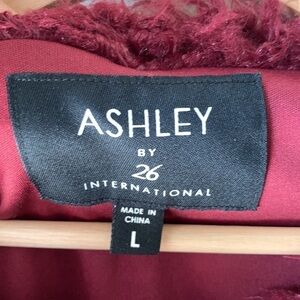 ASHLEY
BY
26
INTERNATIONAL
MADE IN
CHINA
L